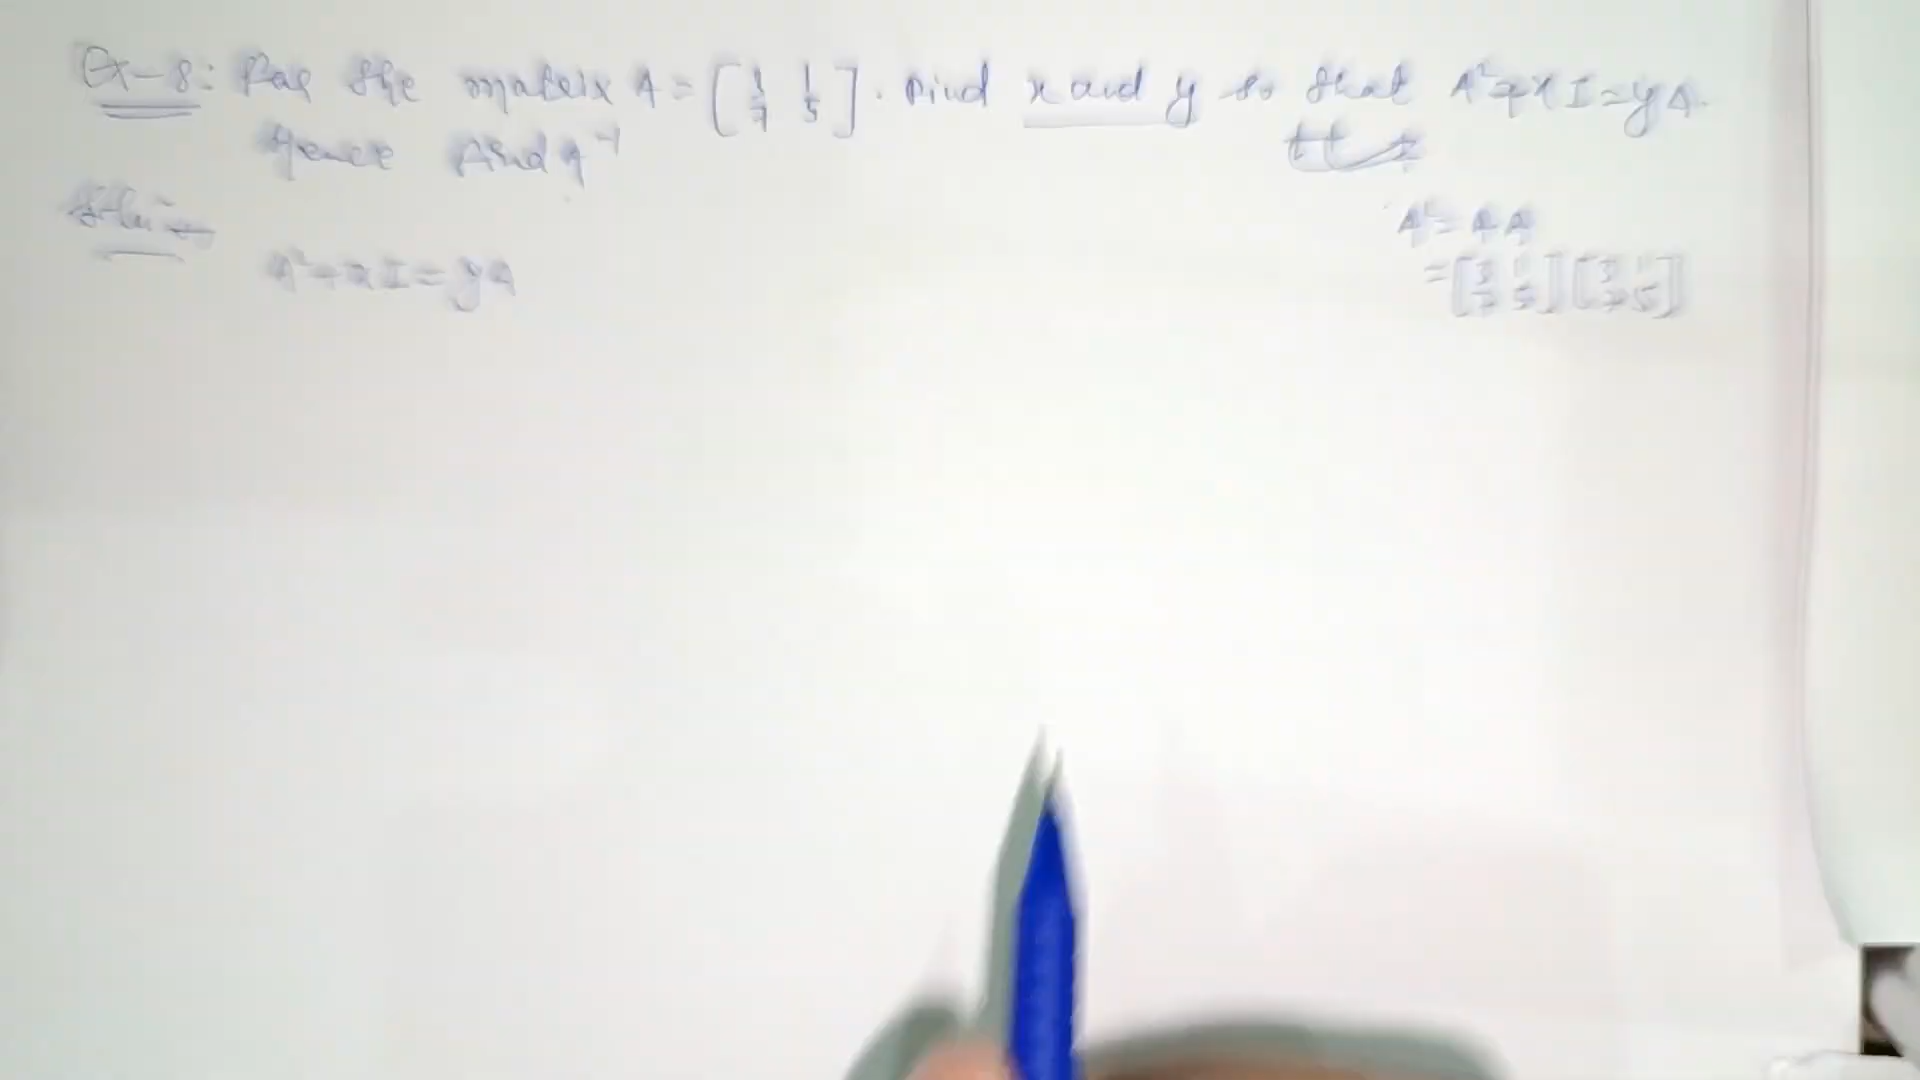 Ex-8: For the matrix A = [3 1 7 5]. Find x and y so that A²+xI=yA.
Hence find A⁻¹
Soln:→
A² = AA
A²+xI = yA
= [3 1 7 5] [3 1 7 5]